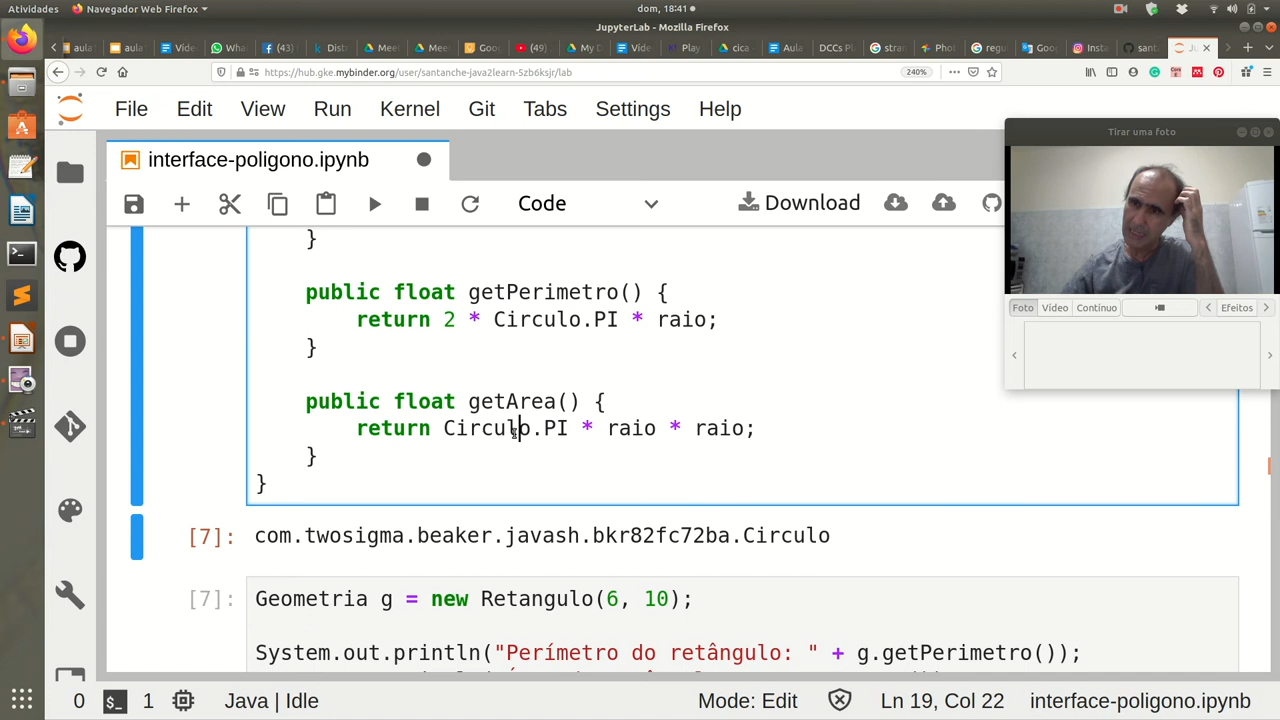 Atividades Navegador Web Firefox dom, 18:41
JupyterLab - Mozilla Firefox
aula aula Víde Wha (43) Dist Mee Mee Goo (49) My D Víde Play cica Aula DCCs P stran Phot regu Goo Insta sant Ju
https://hub.gke.mybinder.org/user/santanche-java2learn-5zb6ksjr/lab 240%
File Edit View Run Kernel Git Tabs Settings Help
Tirar uma foto
interface-poligono.ipynb
Code Download
Foto Vídeo Contínuo Efeitos
}
public float getPerimetro() {
return 2 * Circulo.PI * raio;
}
public float getArea() {
return Circulo.PI * raio * raio;
}
}
[7]: com.twosigma.beaker.javash.bkr82fc72ba.Circulo
[7]: Geometria g = new Retangulo(6, 10);
System.out.println("Perímetro do retângulo: " + g.getPerimetro());
0 1 Java | Idle Mode: Edit Ln 19, Col 22 interface-poligono.ipynb